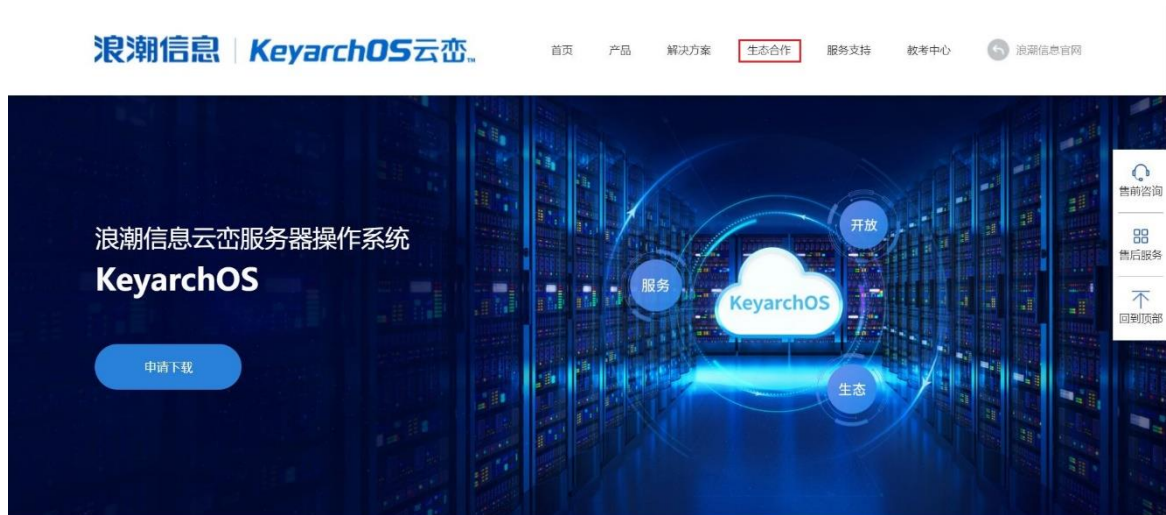 浪潮信息 KeyarchOS云峦™
首页 产品 解决方案 生态合作 服务支持 教考中心 浪潮信息官网
售前咨询
售后服务
回到顶部
浪潮信息云峦服务器操作系统
KeyarchOS
申请下载
开放
服务
KeyarchOS
生态